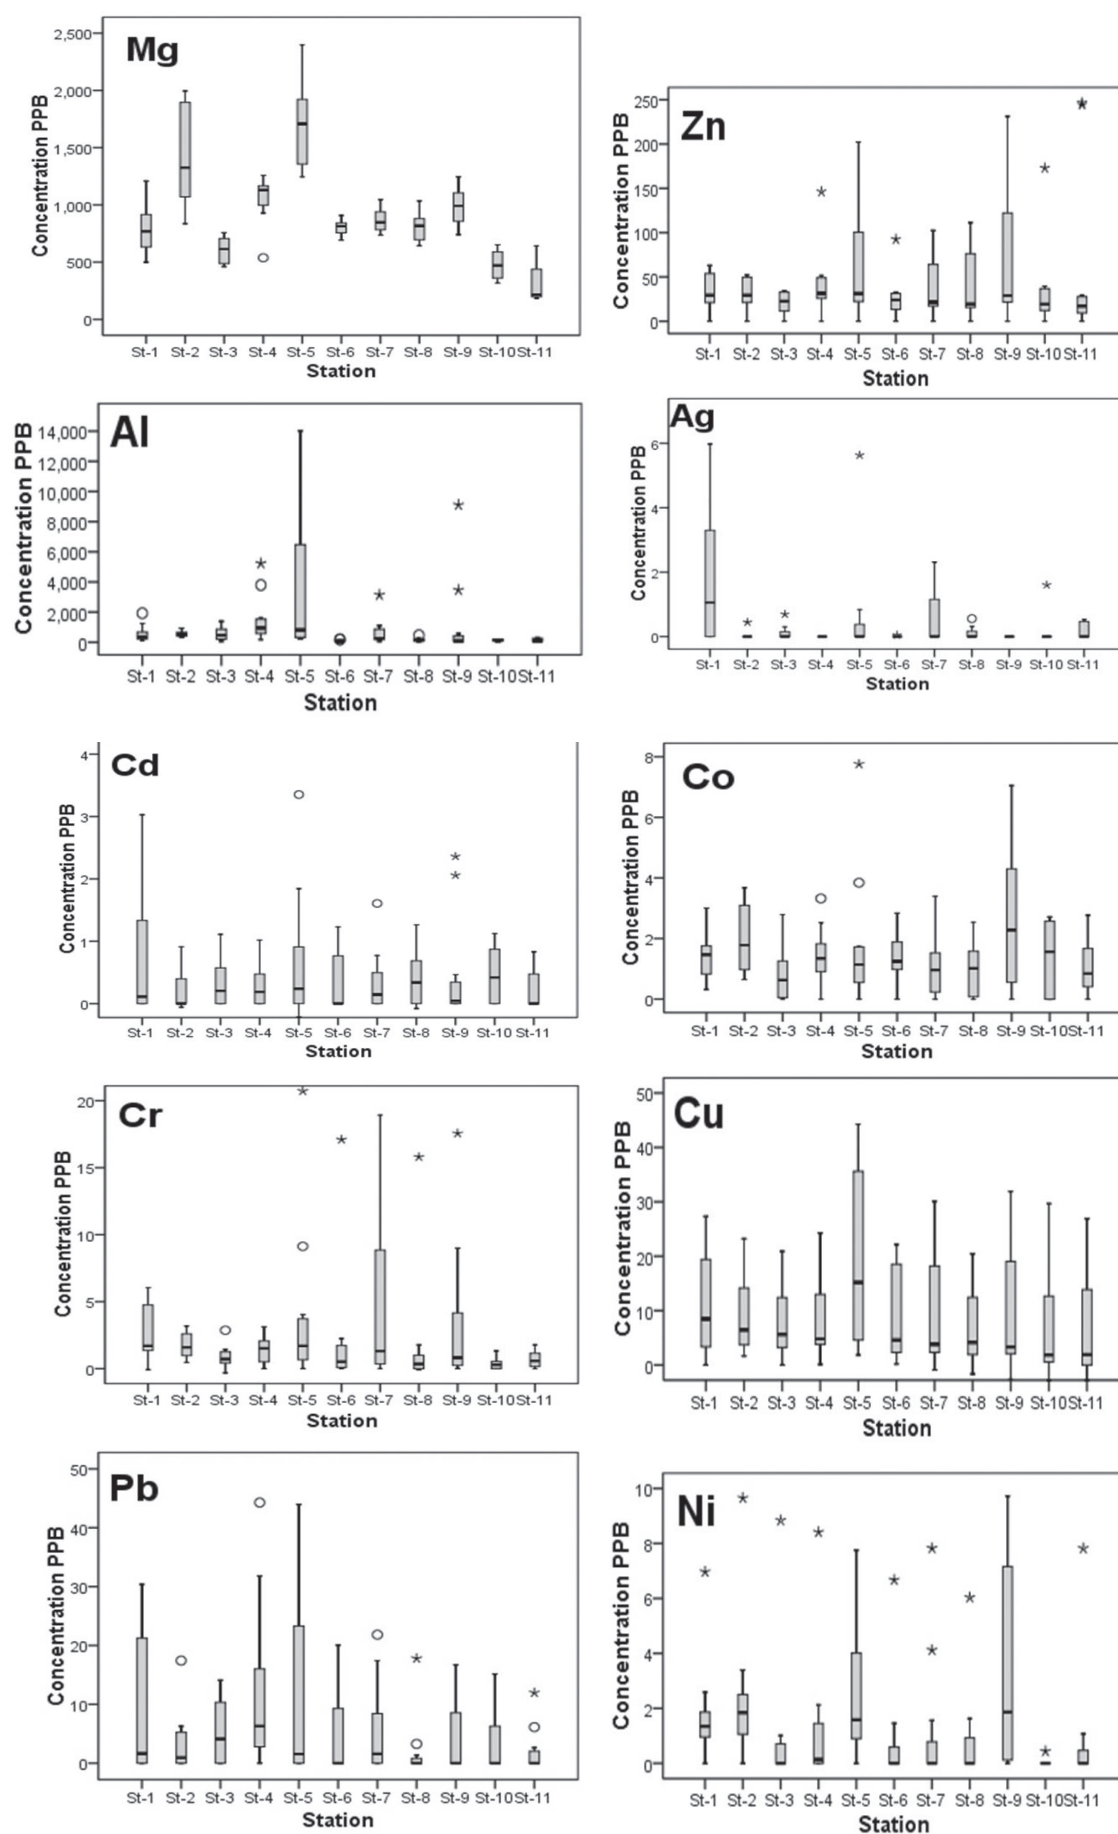 Mg
Concentration PPB
2,500
2,000
1,500
1,000
500
0
St-1 St-2 St-3 St-4 St-5 St-6 St-7 St-8 St-9 St-10 St-11
Station
Zn
Concentration PPB
250
200
150
100
50
0
St-1 St-2 St-3 St-4 St-5 St-6 St-7 St-8 St-9 St-10 St-11
Station
Al
Concentration PPB
14,000
12,000
10,000
8,000
6,000
4,000
2,000
0
St-1 St-2 St-3 St-4 St-5 St-6 St-7 St-8 St-9 St-10 St-11
Station
Ag
Concentration PPB
6
4
2
0
St-1 St-2 St-3 St-4 St-5 St-6 St-7 St-8 St-9 St-10 St-11
Station
Cd
Concentration PPB
4
3
2
1
0
St-1 St-2 St-3 St-4 St-5 St-6 St-7 St-8 St-9 St-10 St-11
Station
Co
Concentration PPB
8
6
4
2
0
St-1 St-2 St-3 St-4 St-5 St-6 St-7 St-8 St-9 St-10 St-11
Station
Cr
Concentration PPB
20
15
10
5
0
St-1 St-2 St-3 St-4 St-5 St-6 St-7 St-8 St-9 St-10 St-11
Station
Cu
Concentration PPB
50
40
30
20
10
0
St-1 St-2 St-3 St-4 St-5 St-6 St-7 St-8 St-9 St-10 St-11
Station
Pb
Concentration PPB
50
40
30
20
10
0
St-1 St-2 St-3 St-4 St-5 St-6 St-7 St-8 St-9 St-10 St-11
Station
Ni
Concentration PPB
10
8
6
4
2
0
St-1 St-2 St-3 St-4 St-5 St-6 St-7 St-8 St-9 St-10 St-11
Station